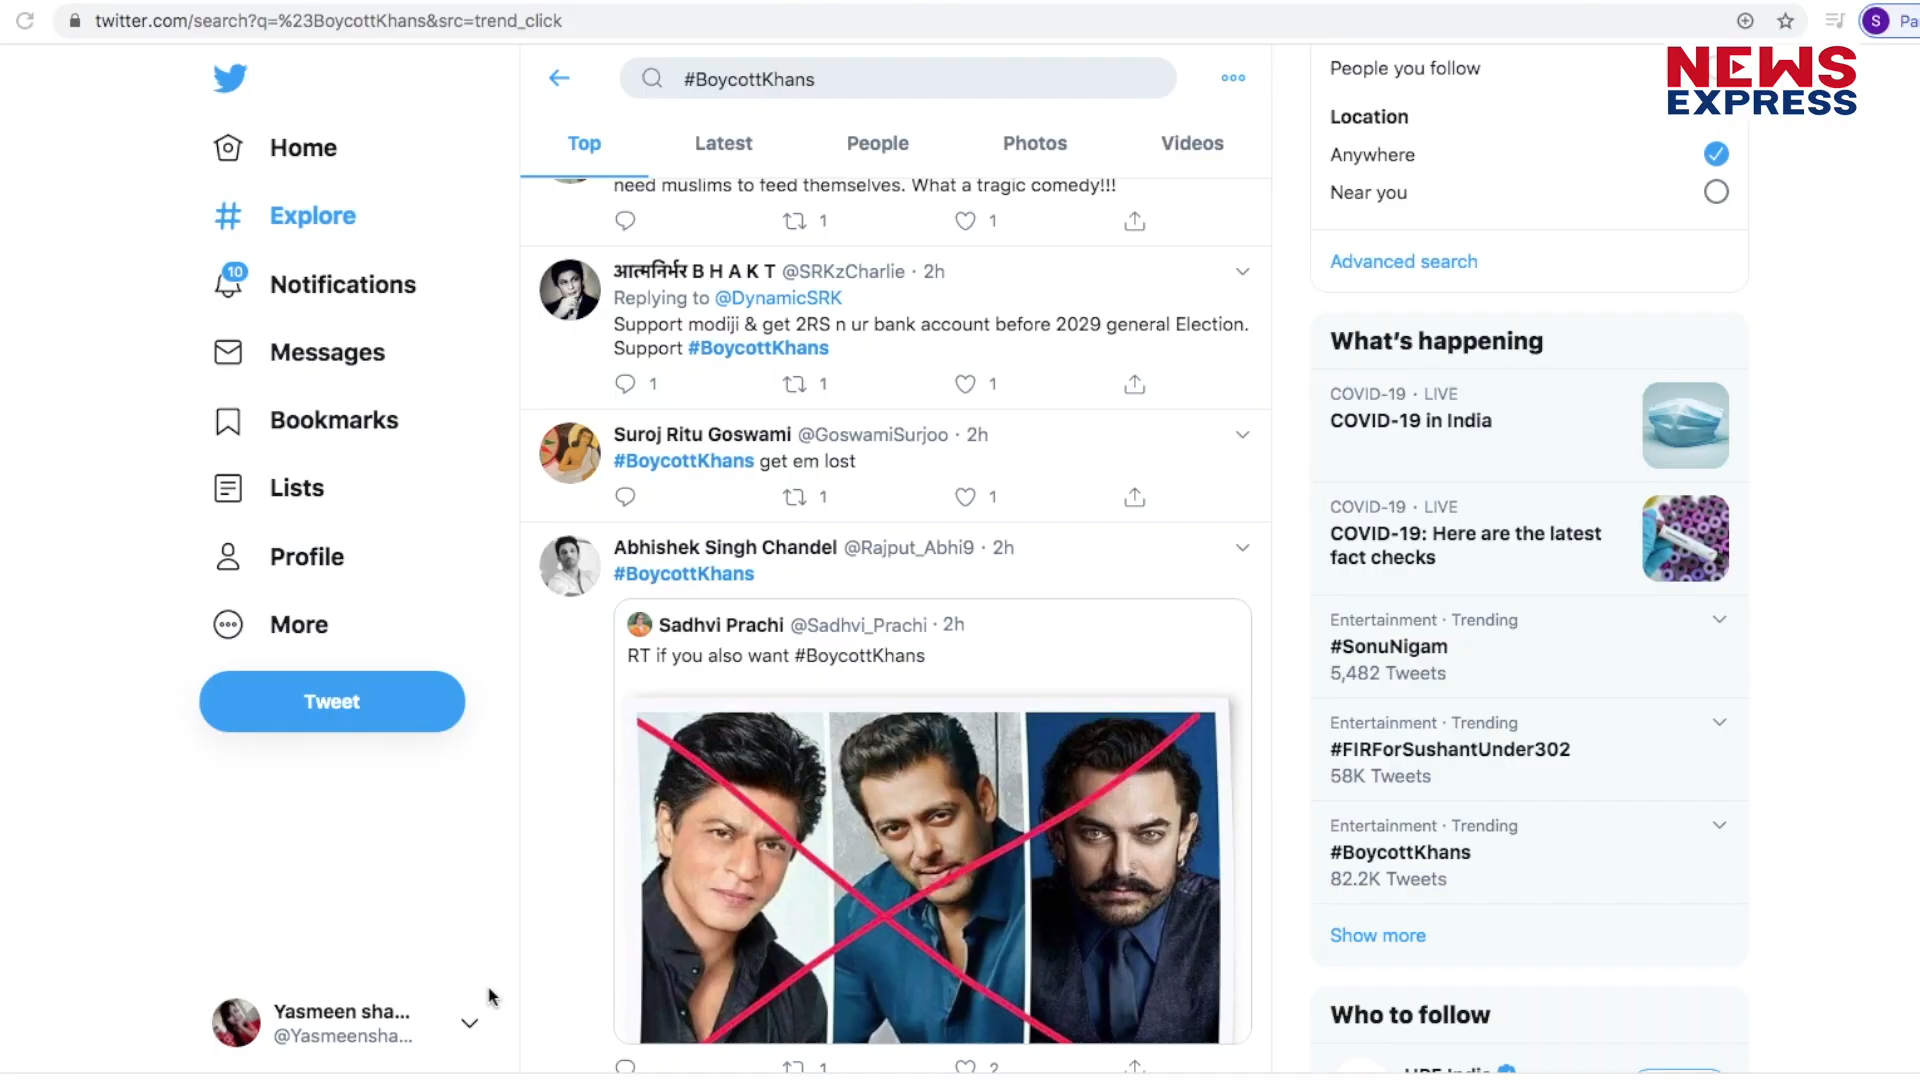 twitter.com/search?q=%23BoycottKhans&src=trend_click
S
Pa
NEWS
EXPRESS
Home
Explore
10
Notifications
Messages
Bookmarks
Lists
Profile
More
Tweet
Yasmeen sha...
@Yasmeensha...
#BoycottKhans
Top Latest People Photos Videos
need muslims to feed themselves. What a tragic comedy!!!
1 1
आत्मनिर्भर B H A K T @SRKzCharlie · 2h
Replying to @DynamicSRK
Support modiji & get 2RS n ur bank account before 2029 general Election.
Support #BoycottKhans
1 1 1
Suroj Ritu Goswami @GoswamiSurjoo · 2h
#BoycottKhans get em lost
1 1
Abhishek Singh Chandel @Rajput_Abhi9 · 2h
#BoycottKhans
Sadhvi Prachi @Sadhvi_Prachi · 2h
RT if you also want #BoycottKhans
1 2
People you follow
Location
Anywhere
Near you
Advanced search
What's happening
COVID-19 · LIVE
COVID-19 in India
COVID-19 · LIVE
COVID-19: Here are the latest
fact checks
Entertainment · Trending
#SonuNigam
5,482 Tweets
Entertainment · Trending
#FIRForSushantUnder302
58K Tweets
Entertainment · Trending
#BoycottKhans
82.2K Tweets
Show more
Who to follow